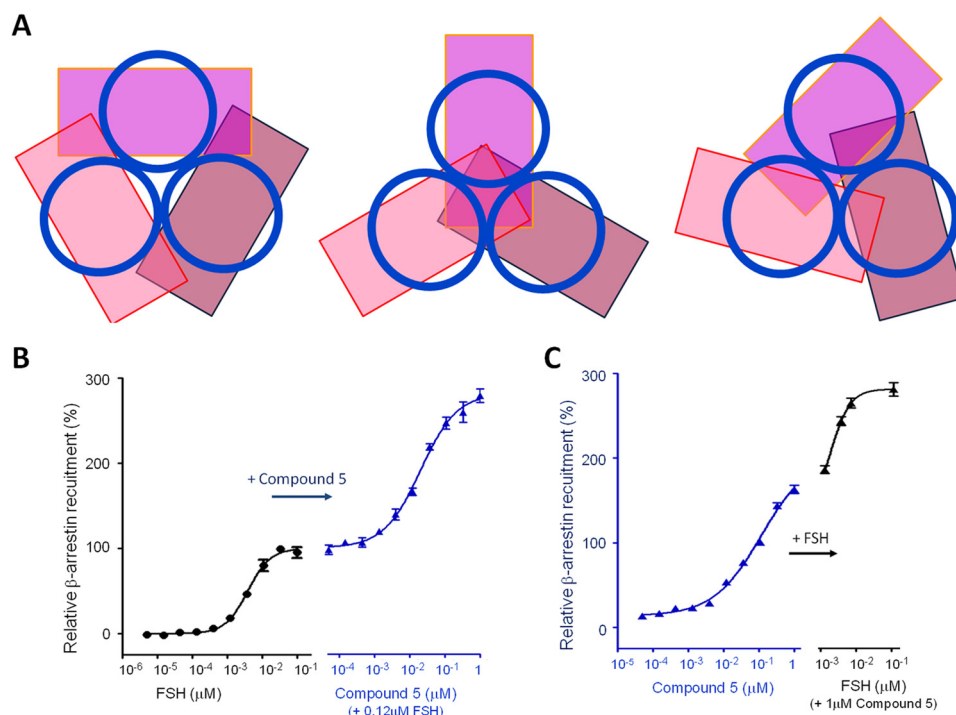 A
B
C
Relative β-arrestin recuitment (%)
300
200
100
0
+ Compound 5
10-6
10-5
10-4
10-3
10-2
10-1
FSH (μM)
10-4
10-3
10-2
10-1
1
Compound 5 (μM)
(+ 0.12μM FSH)
Relative β-arrestin recruitment (%)
300
200
100
0
+ FSH
10-5
10-4
10-3
10-2
10-1
1
Compound 5 (μM)
10-3
10-2
10-1
FSH (μM)
(+ 1μM Compound 5)